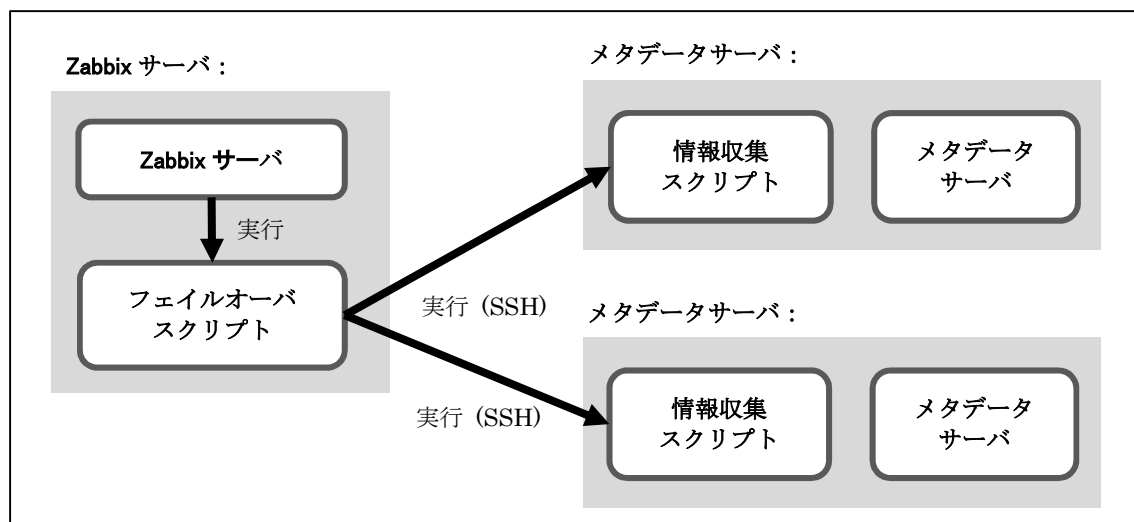 Zabbix サーバ：
Zabbix サーバ
実行
フェイルオーバ
スクリプト
実行 (SSH)
実行 (SSH)
メタデータサーバ：
情報収集
スクリプト
メタデータ
サーバ
メタデータサーバ：
情報収集
スクリプト
メタデータ
サーバ